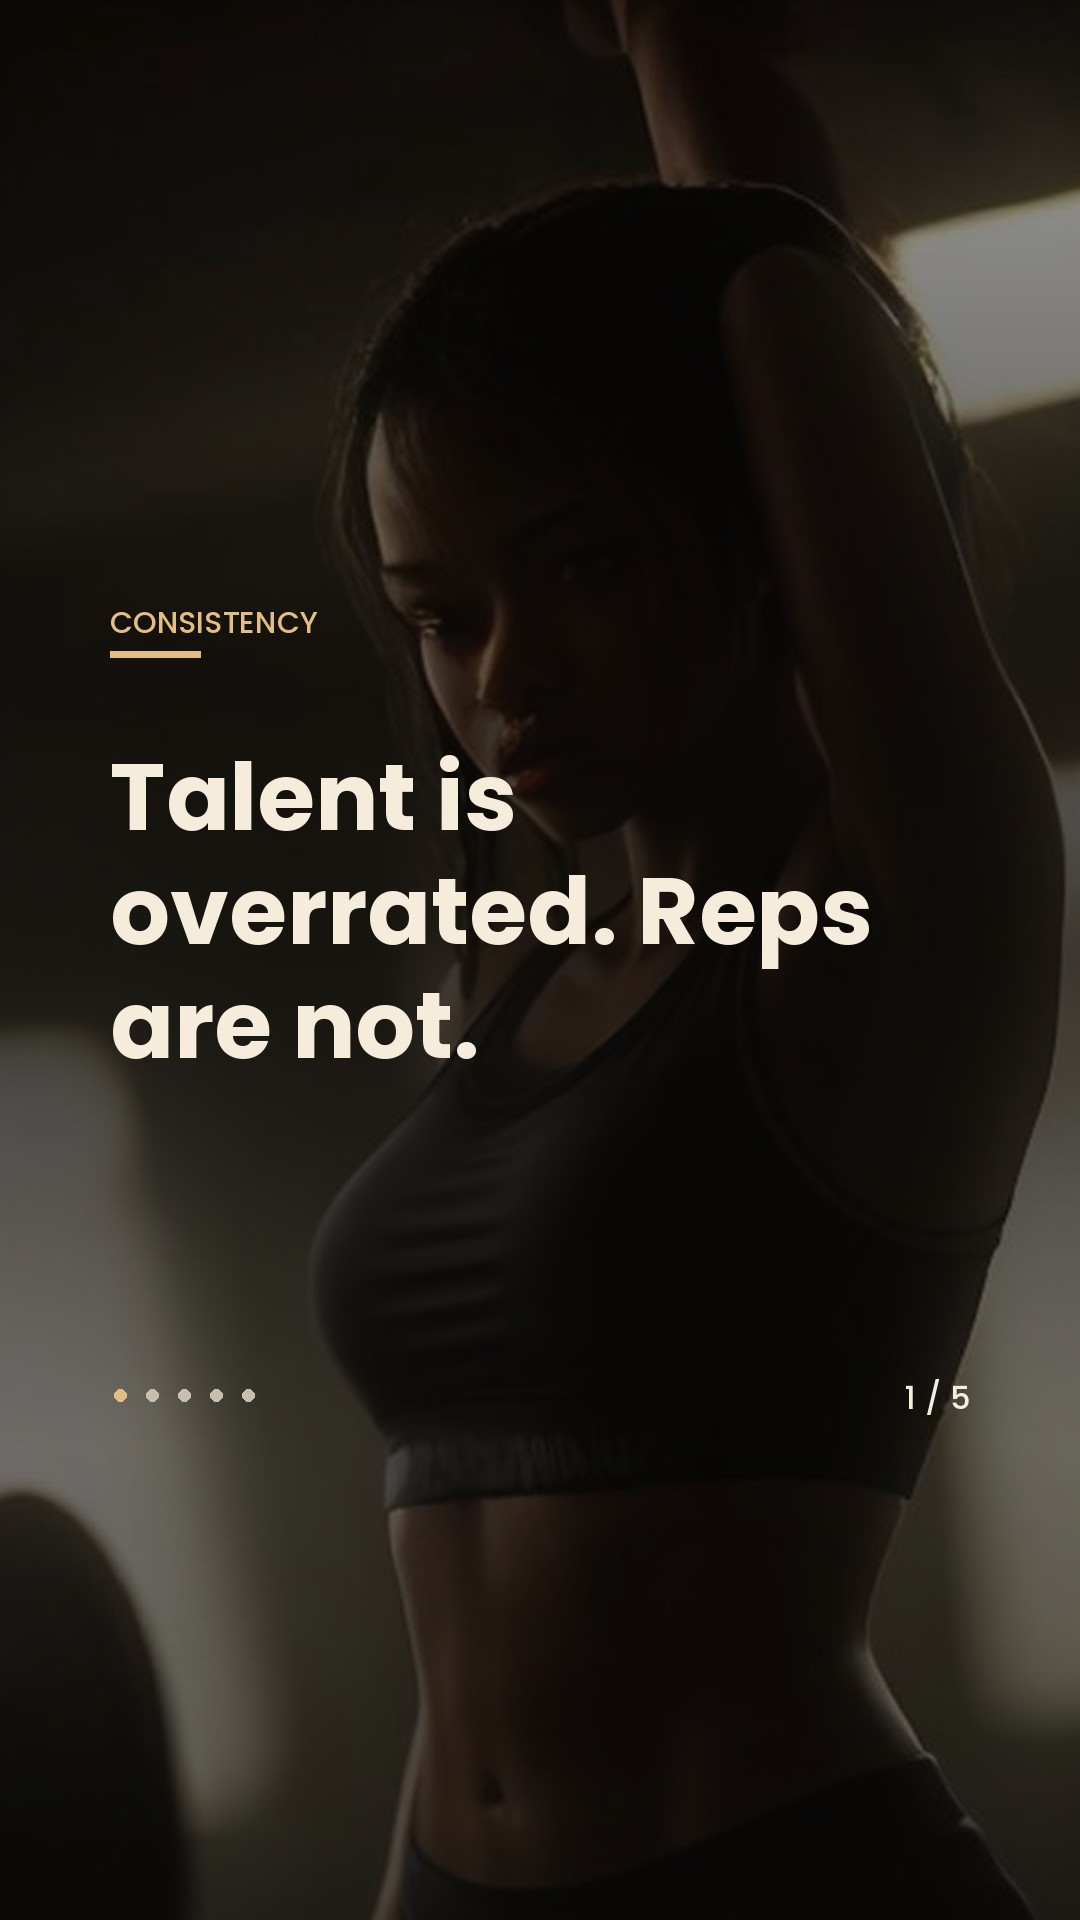 CONSISTENCY
Talent is
overrated. Reps
are not.
1 / 5